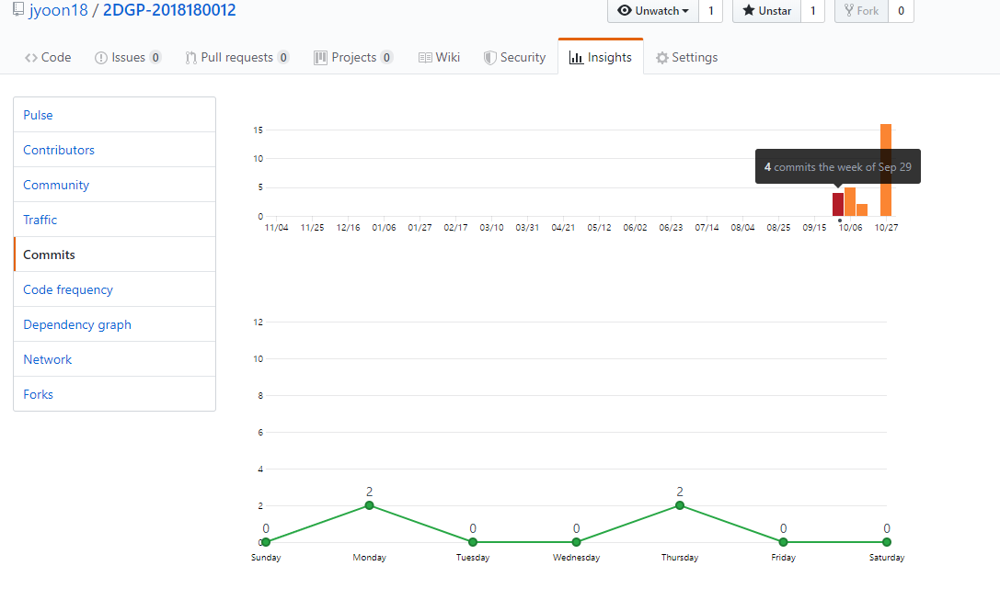 jyoon18 / 2DGP-2018180012
Unwatch 1 Unstar 1 Fork 0
Code Issues 0 Pull requests 0 Projects 0 Wiki Security Insights Settings
Pulse
Contributors
Community
Traffic
Commits
Code frequency
Dependency graph
Network
Forks
15
10
5
0
4 commits the week of Sep 29
11/04 11/25 12/16 01/06 01/27 02/17 03/10 03/31 04/21 05/12 06/02 06/23 07/14 08/04 08/25 09/15 10/06 10/27
12
10
8
6
4
2
0
0 2 0 0 2 0 0
Sunday Monday Tuesday Wednesday Thursday Friday Saturday